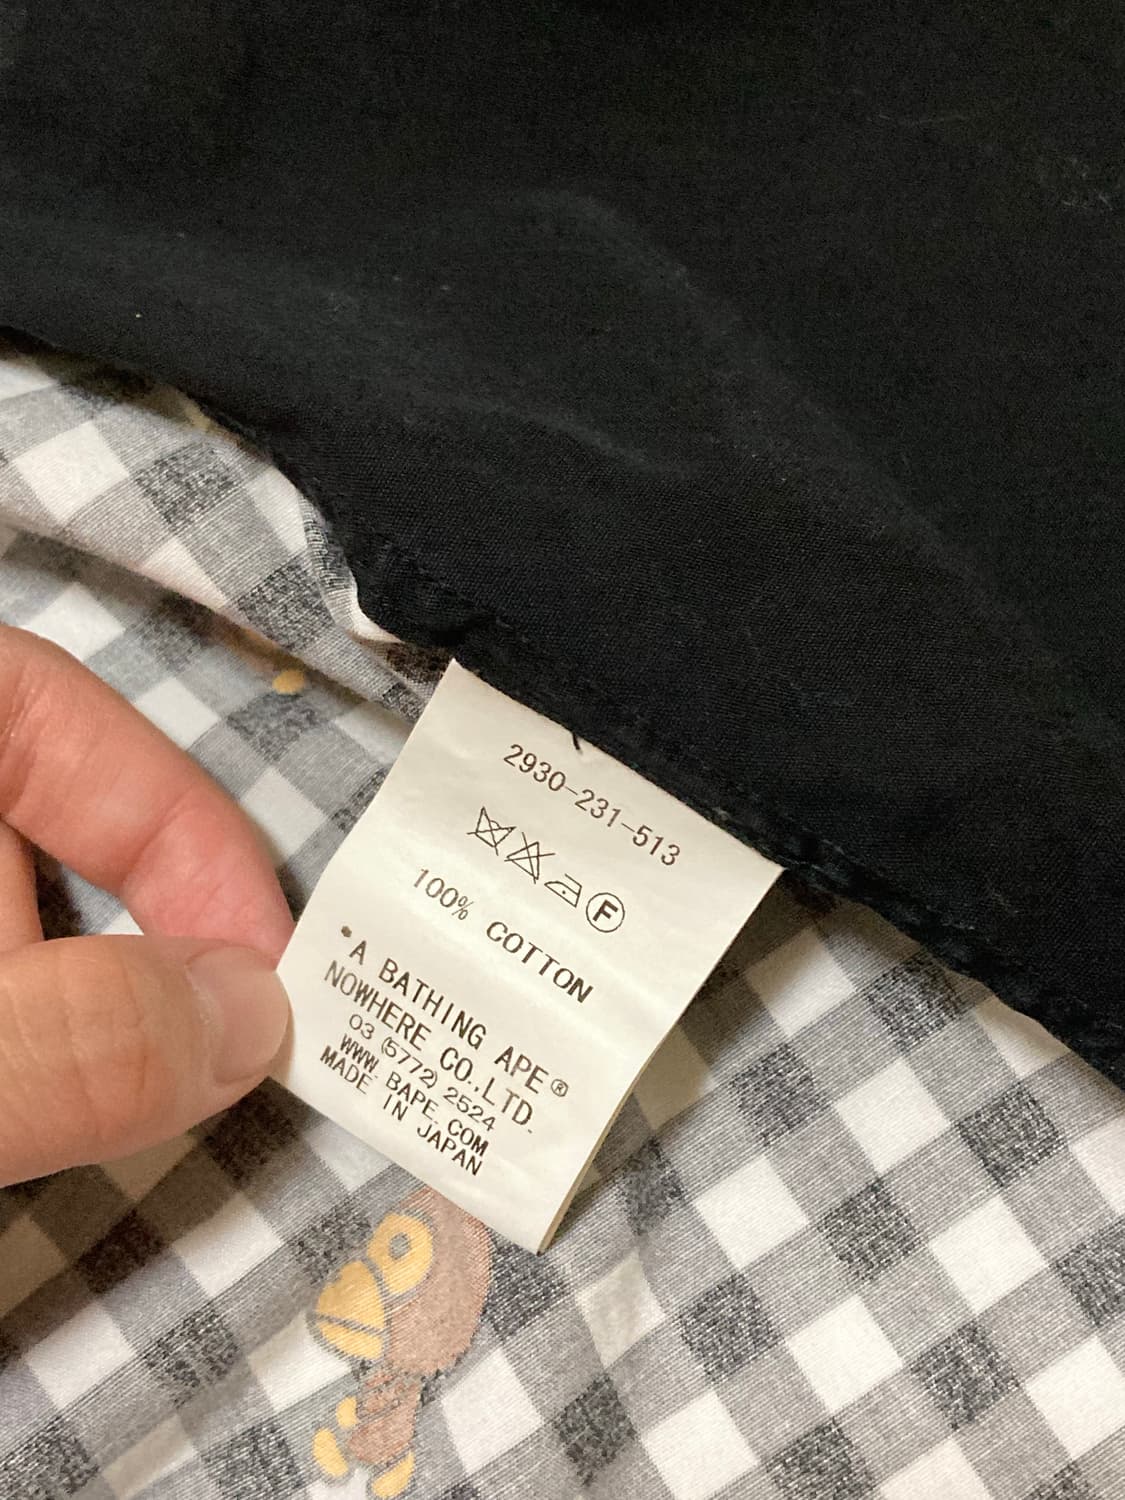 2930-231-513
F
100% COTTON
*A BATHING APE®
NOWHERE CO.,LTD.
03 (5772) 2524
WWW. BAPE. COM
MADE IN JAPAN